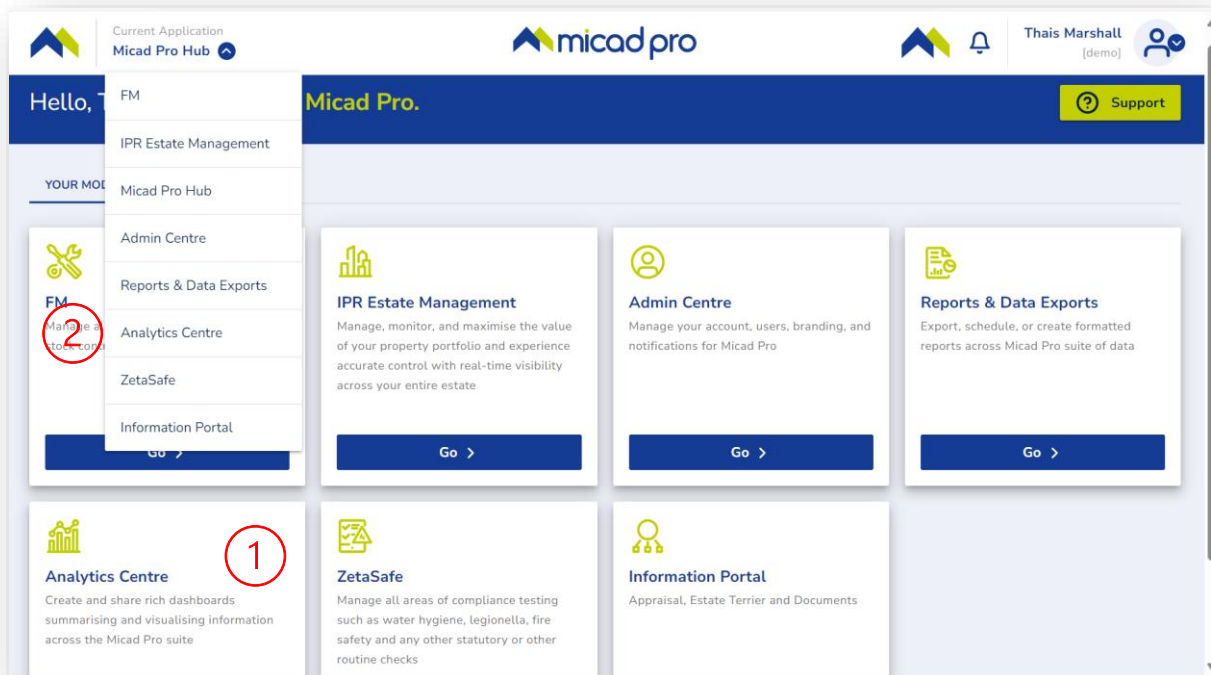 Current Application
Micad Pro Hub
micad pro
Thais Marshall
[demo]
Hello, T
Micad Pro.
Support
FM
IPR Estate Management
Micad Pro Hub
Admin Centre
Reports & Data Exports
Analytics Centre
ZetaSafe
Information Portal
YOUR MOD
FM
Manage a
stock cont
2
Go >
IPR Estate Management
Manage, monitor, and maximise the value
of your property portfolio and experience
accurate control with real-time visibility
across your entire estate
Go >
Admin Centre
Manage your account, users, branding, and
notifications for Micad Pro
Go >
Reports & Data Exports
Export, schedule, or create formatted
reports across Micad Pro suite of data
Go >
1
Analytics Centre
Create and share rich dashboards
summarising and visualising information
across the Micad Pro suite
ZetaSafe
Manage all areas of compliance testing
such as water hygiene, legionella, fire
safety and any other statutory or other
routine checks
Information Portal
Appraisal, Estate Terrier and Documents